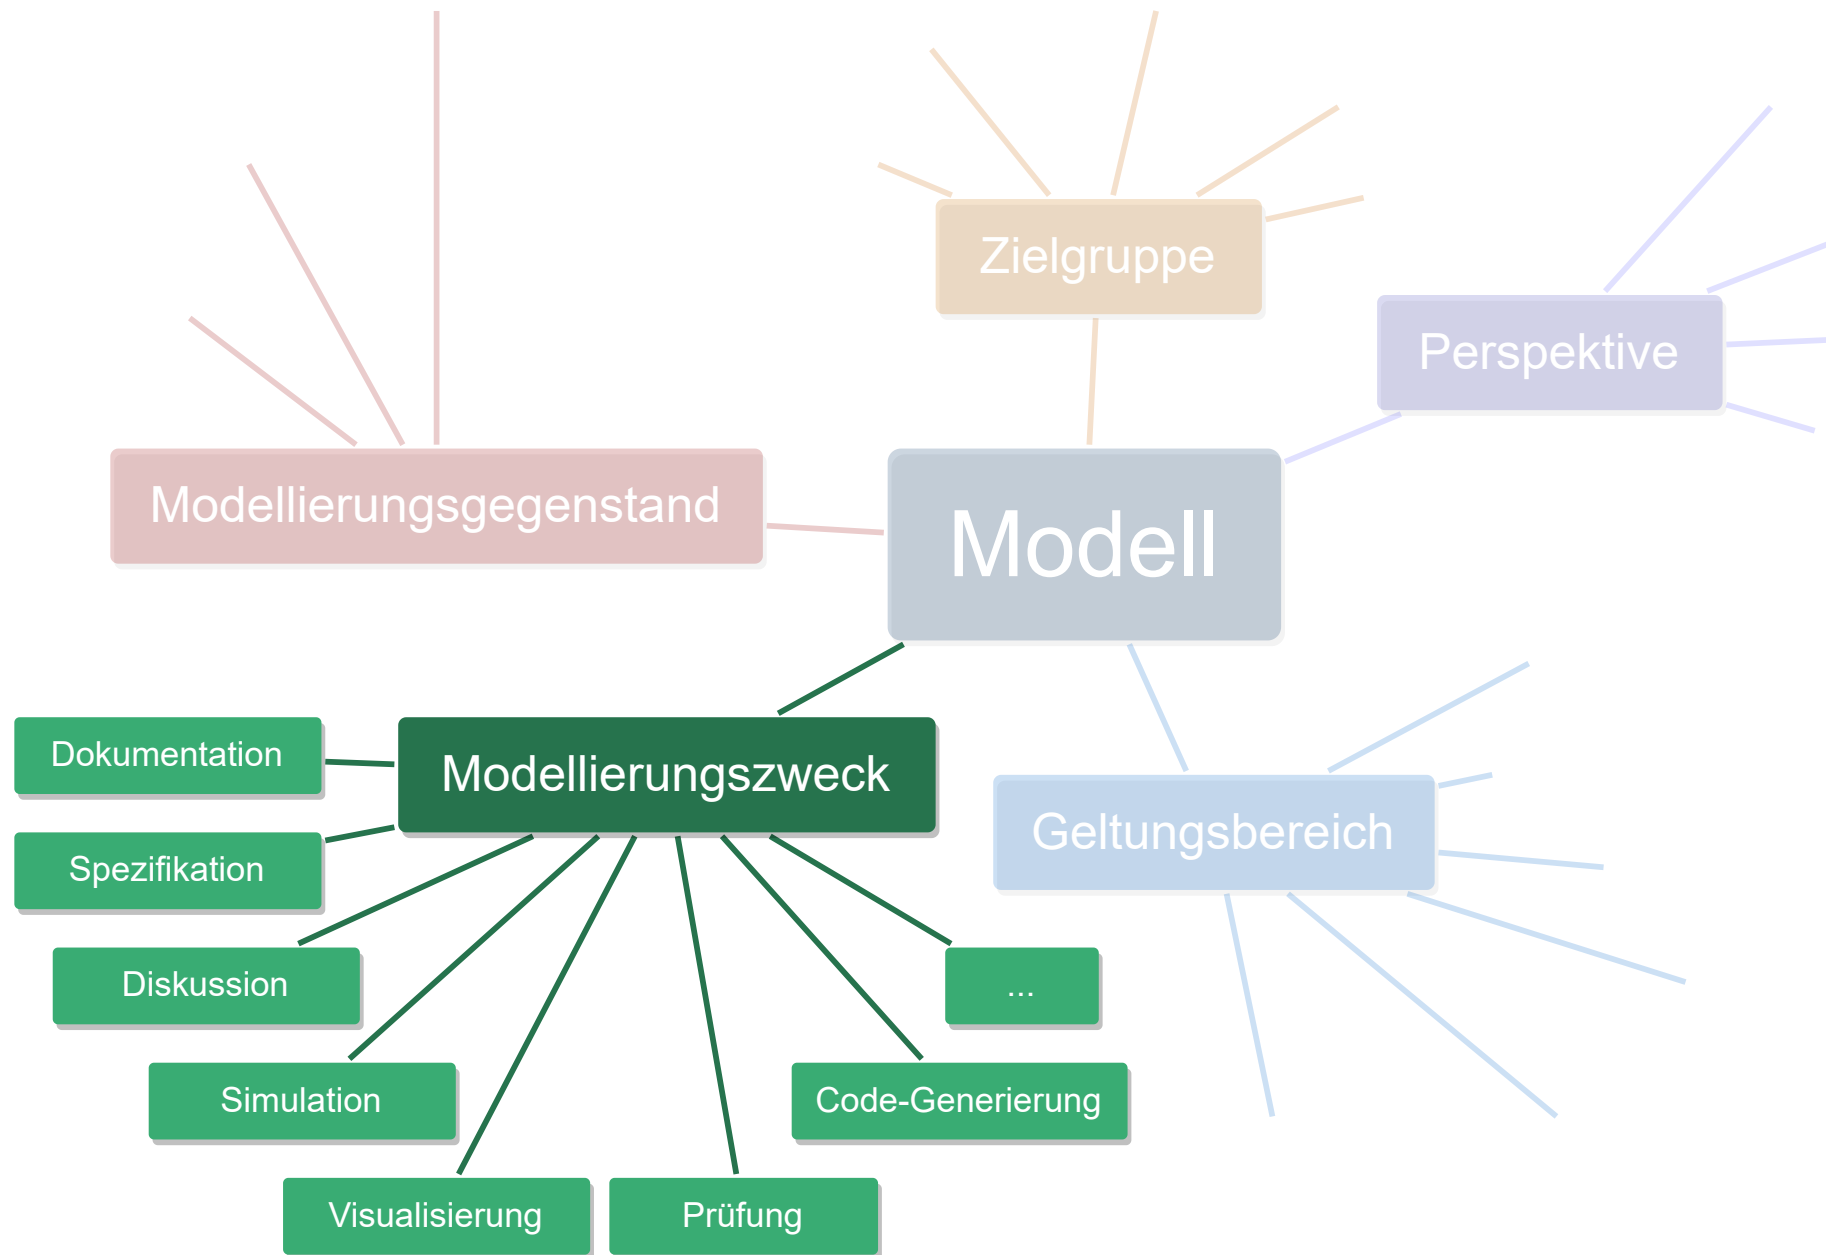 Zielgruppe
Perspektive
Modellierungsgegenstand
Modell
Dokumentation
Modellierungszweck
Spezifikation
Geltungsbereich
Diskussion
...
Simulation
Code-Generierung
Visualisierung
Prüfung